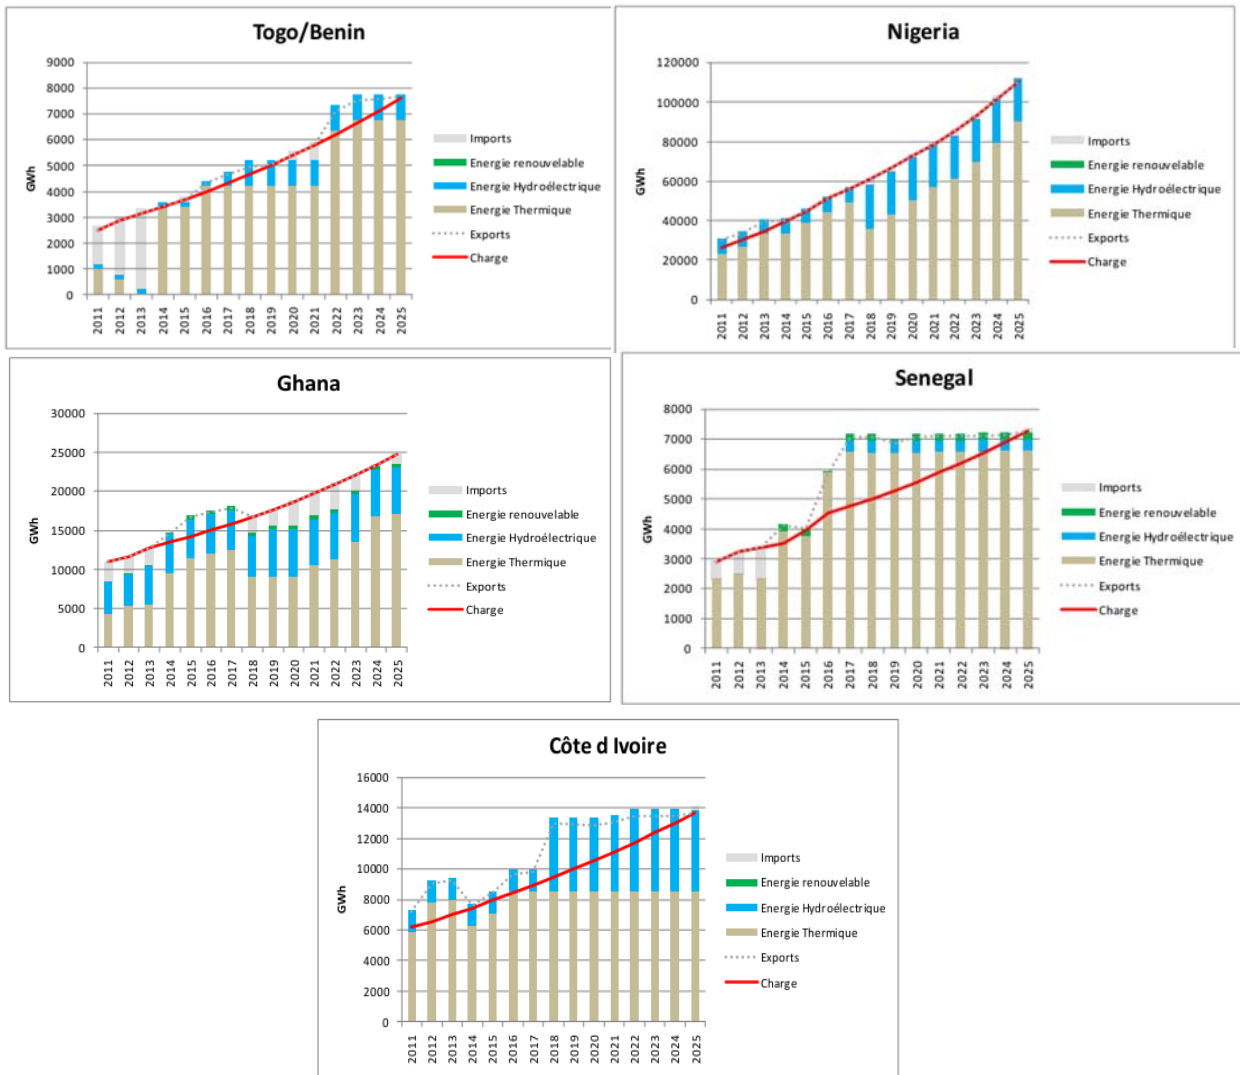 Togo/Benin
GWh
9000
8000
7000
6000
5000
4000
3000
2000
1000
0
2011 2012 2013 2014 2015 2016 2017 2018 2019 2020 2021 2022 2023 2024 2025
Imports
Energie renouvelable
Energie Hydroélectrique
Energie Thermique
Exports
Charge
Nigeria
GWh
120000
100000
80000
60000
40000
20000
0
2011 2012 2013 2014 2015 2016 2017 2018 2019 2020 2021 2022 2023 2024 2025
Imports
Energie renouvelable
Energie Hydroélectrique
Energie Thermique
Exports
Charge
Ghana
GWh
30000
25000
20000
15000
10000
5000
0
2011 2012 2013 2014 2015 2016 2017 2018 2019 2020 2021 2022 2023 2024 2025
Imports
Energie renouvelable
Energie Hydroélectrique
Energie Thermique
Exports
Charge
Senegal
GWh
8000
7000
6000
5000
4000
3000
2000
1000
0
2011 2012 2013 2014 2015 2016 2017 2018 2019 2020 2021 2022 2023 2024 2025
Imports
Energie renouvelable
Energie Hydroélectrique
Energie Thermique
Exports
Charge
Côte d Ivoire
GWh
16000
14000
12000
10000
8000
6000
4000
2000
0
2011 2012 2013 2014 2015 2016 2017 2018 2019 2020 2021 2022 2023 2024 2025
Imports
Energie renouvelable
Energie Hydroélectrique
Energie Thermique
Exports
Charge